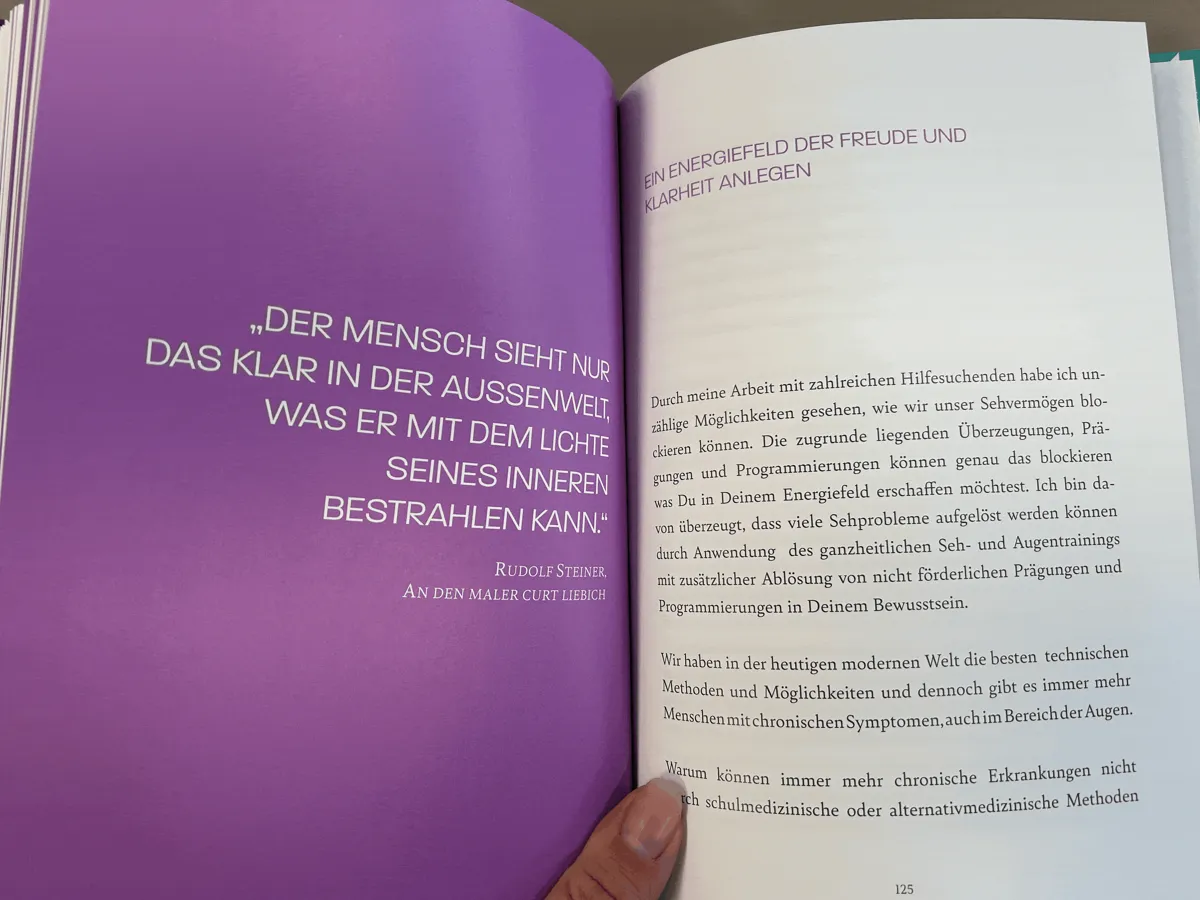 „DER MENSCH SIEHT NUR
DAS KLAR IN DER AUSSENWELT,
WAS ER MIT DEM LICHTE
SEINES INNEREN
BESTRAHLEN KANN.“
RUDOLF STEINER,
AN DEN MALER CURT LIEBICH
EIN ENERGIEFELD DER FREUDE UND
KLARHEIT ANLEGEN
Durch meine Arbeit mit zahlreichen Hilfesuchenden habe ich un-
zählige Möglichkeiten gesehen, wie wir unser Sehvermögen blo-
ckieren können. Die zugrunde liegenden Überzeugungen, Prä-
gungen und Programmierungen können genau das blockieren
was Du in Deinem Energiefeld erschaffen möchtest. Ich bin da-
von überzeugt, dass viele Sehprobleme aufgelöst werden können
durch Anwendung des ganzheitlichen Seh- und Augentrainings
mit zusätzlicher Ablösung von nicht förderlichen Prägungen und
Programmierungen in Deinem Bewusstsein.
Wir haben in der heutigen modernen Welt die besten technischen
Methoden und Möglichkeiten und dennoch gibt es immer mehr
Menschen mit chronischen Symptomen, auch im Bereich der Augen.
Warum können immer mehr chronische Erkrankungen nicht
schulmedizinische oder alternativmedizinische Methoden
125